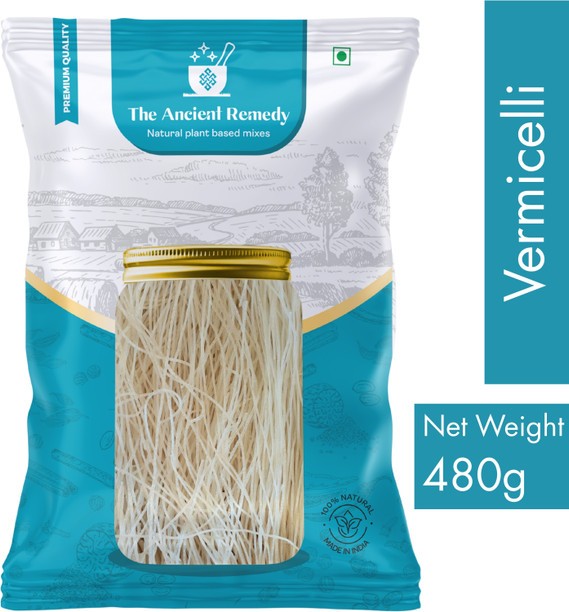 PREMIUM QUALITY
The Ancient Remedy
Natural plant based mixes
Vermicelli
Net Weight
480g
100% NATURAL
MADE IN INDIA